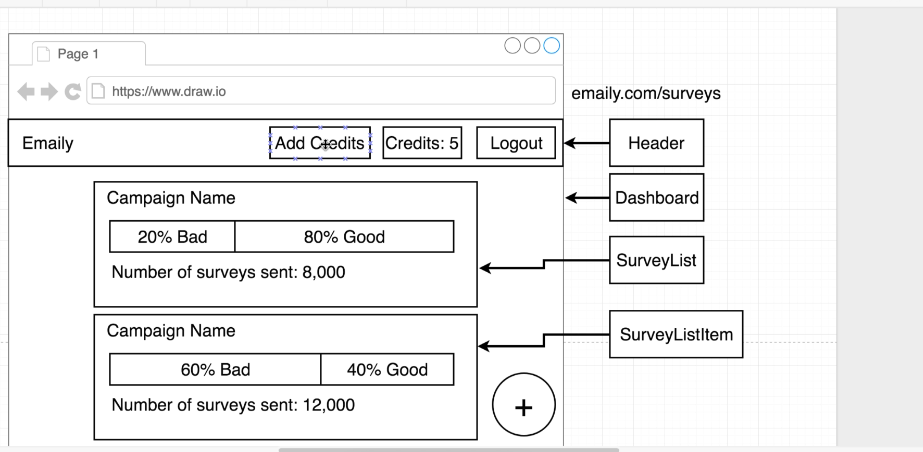 Page 1
https://www.draw.io
emaily.com/surveys
Emaily
Add Credits
Credits: 5
Logout
Header
Campaign Name
Dashboard
20% Bad
80% Good
Number of surveys sent: 8,000
SurveyList
Campaign Name
SurveyListItem
60% Bad
40% Good
Number of surveys sent: 12,000
+